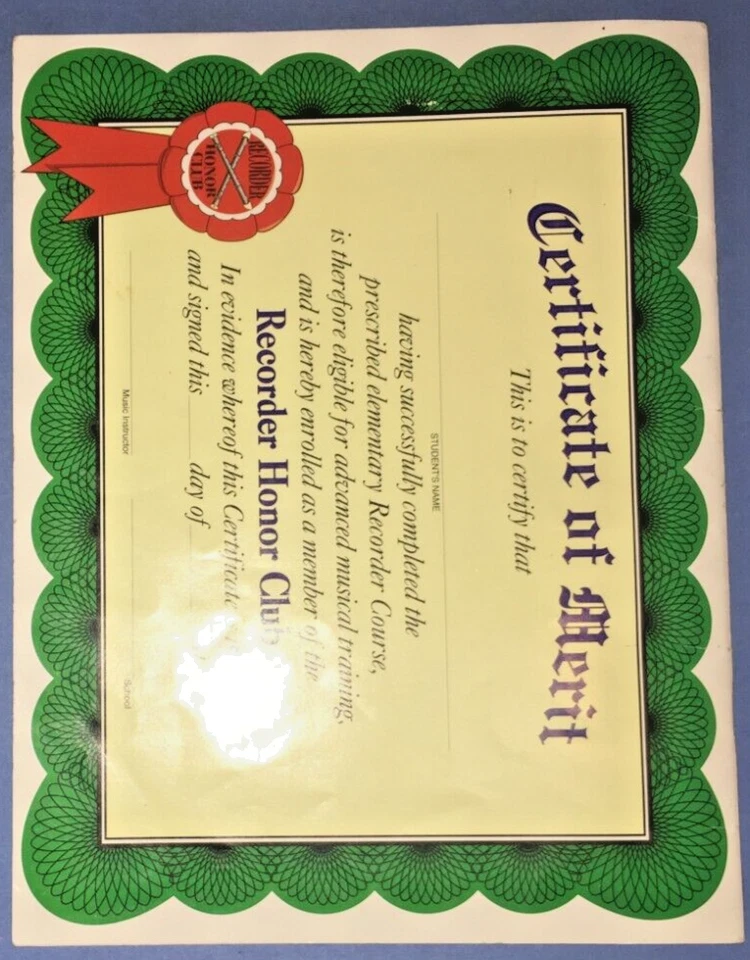 Certificate of Merit
This is to certify that
STUDENT'S NAME
having successfully completed the
prescribed elementary Recorder Course,
is therefore eligible for advanced musical training,
and is hereby enrolled as a member of the
Recorder Honor Club
In evidence whereof this Certificate
and signed this day of
Music Instructor
School
RECORDER
HONOR
CLUB